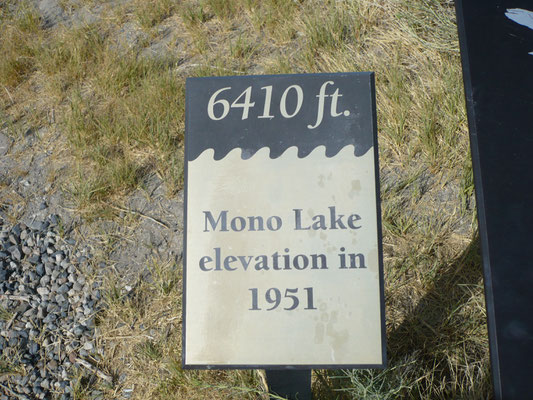 6410 ft.
Mono Lake
elevation in
1951